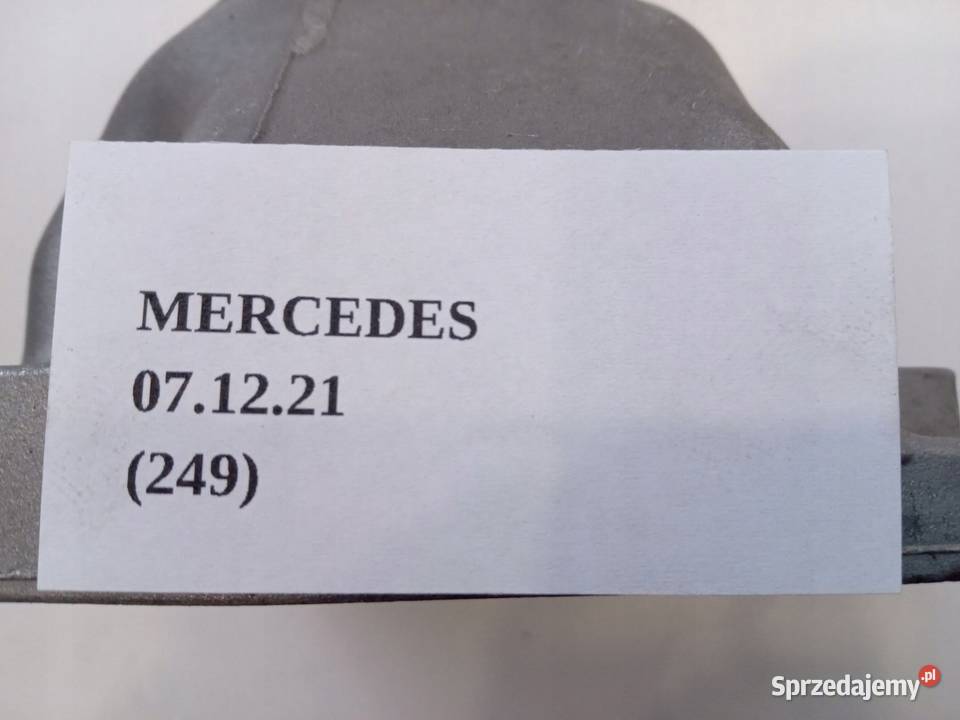 MERCEDES
07.12.21
(249)
Sprzedajemy.pl